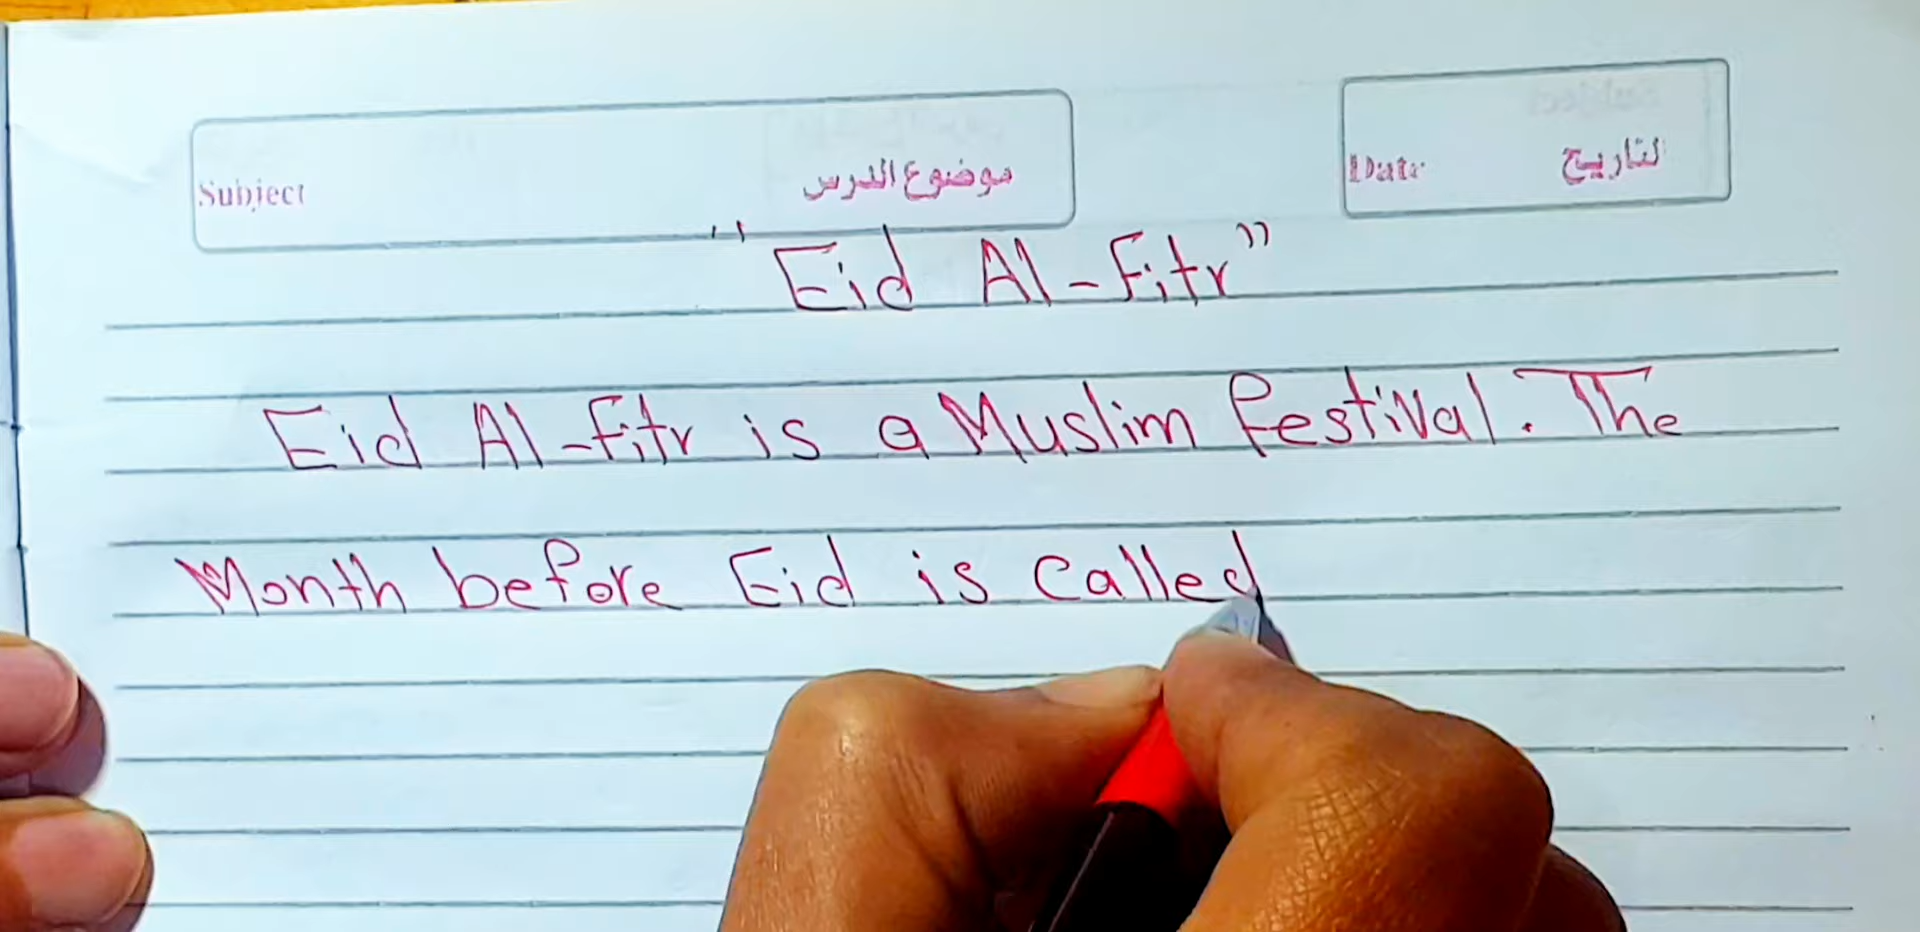 Subject موضوع الدرس
Date التاريخ
"Eid Al-Fitr"
Eid Al-Fitr is a Muslim festival. The
Month before Eid is called